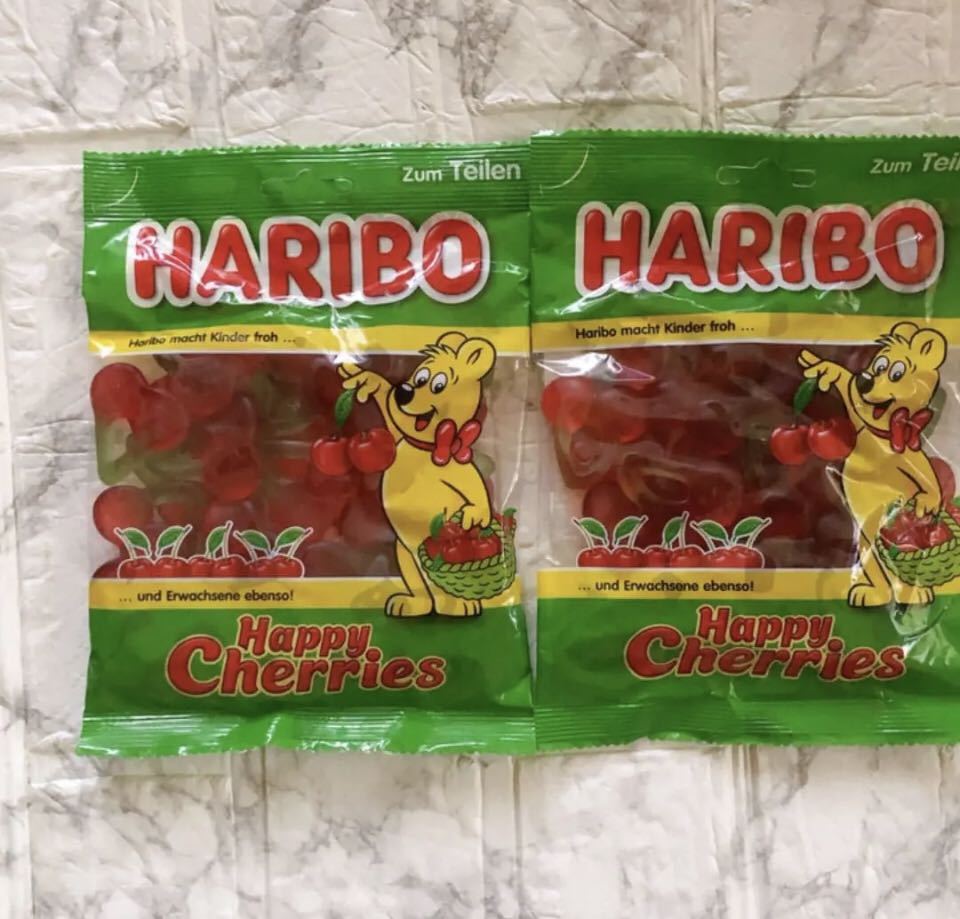 Zum Teilen
HARIBO
Haribo macht Kinder froh ...
... und Erwachsene ebenso!
Happy
Cherries
Zum Teil
HARIBO
Haribo macht Kinder froh ...
... und Erwachsene ebenso!
Happy
Cherries